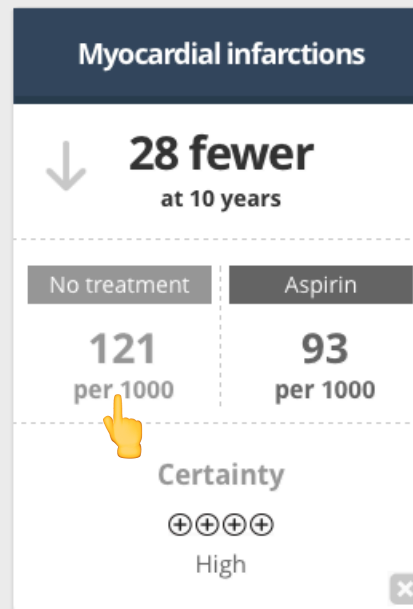 Myocardial infarctions
28 fewer
at 10 years
No treatment
Aspirin
121
93
per 1000
per 1000
Certainty
High